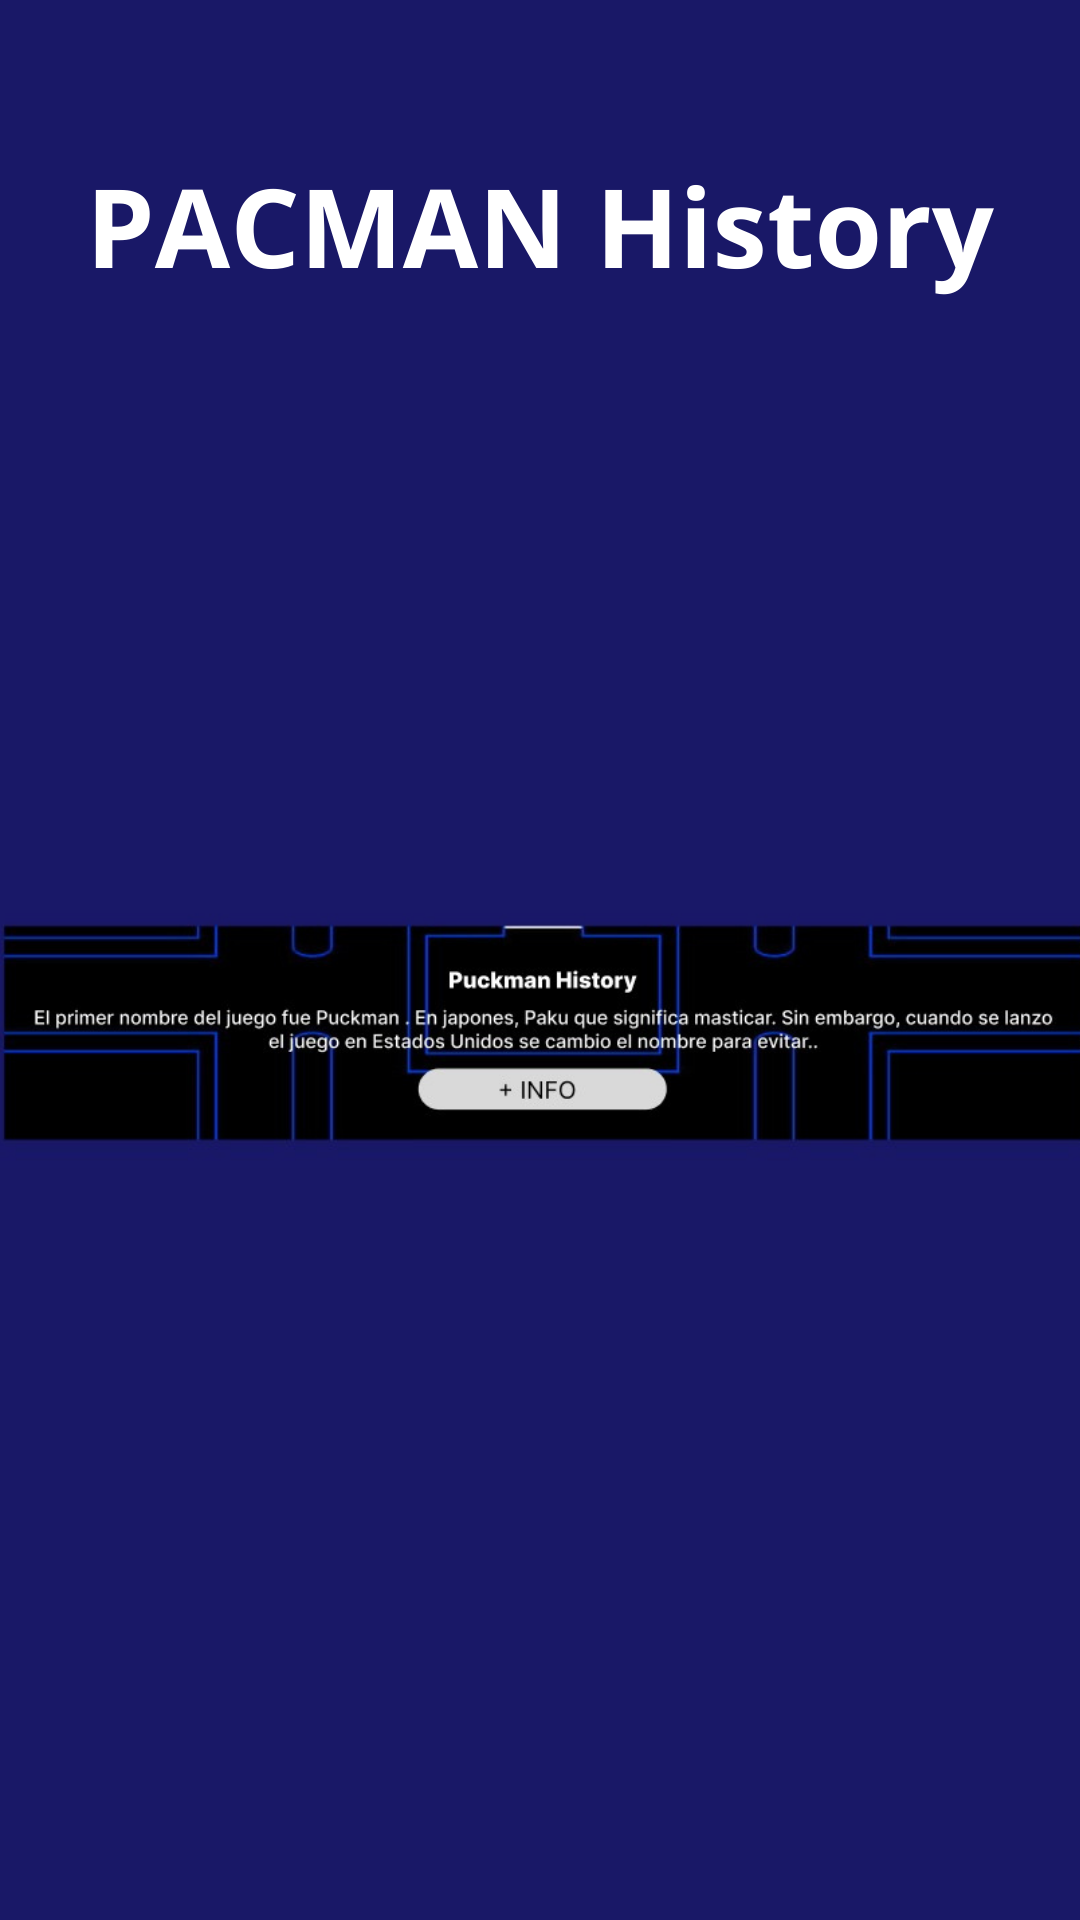 PACMAN History
Puckman History
El primer nombre del juego fue Puckman . En japones, Paku que significa masticar. Sin embargo, cuando se lanzo
el juego en Estados Unidos se cambio el nombre para evitar..
+ INFO